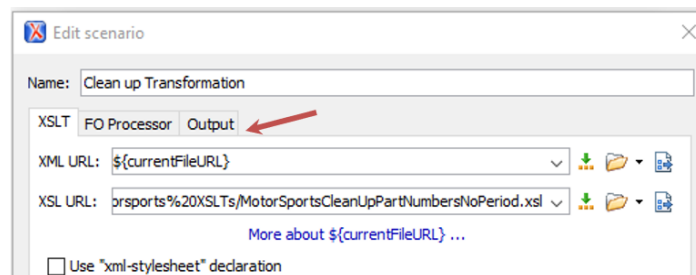 Edit scenario
Name: Clean up Transformation
XSLT FO Processor Output
XML URL: ${currentFileURL}
XSL URL: orsports%20XSLTs/MotorSportsCleanUpPartNumbersNoPeriod.xsl
More about ${currentFileURL} ...
Use "xml-stylesheet" declaration